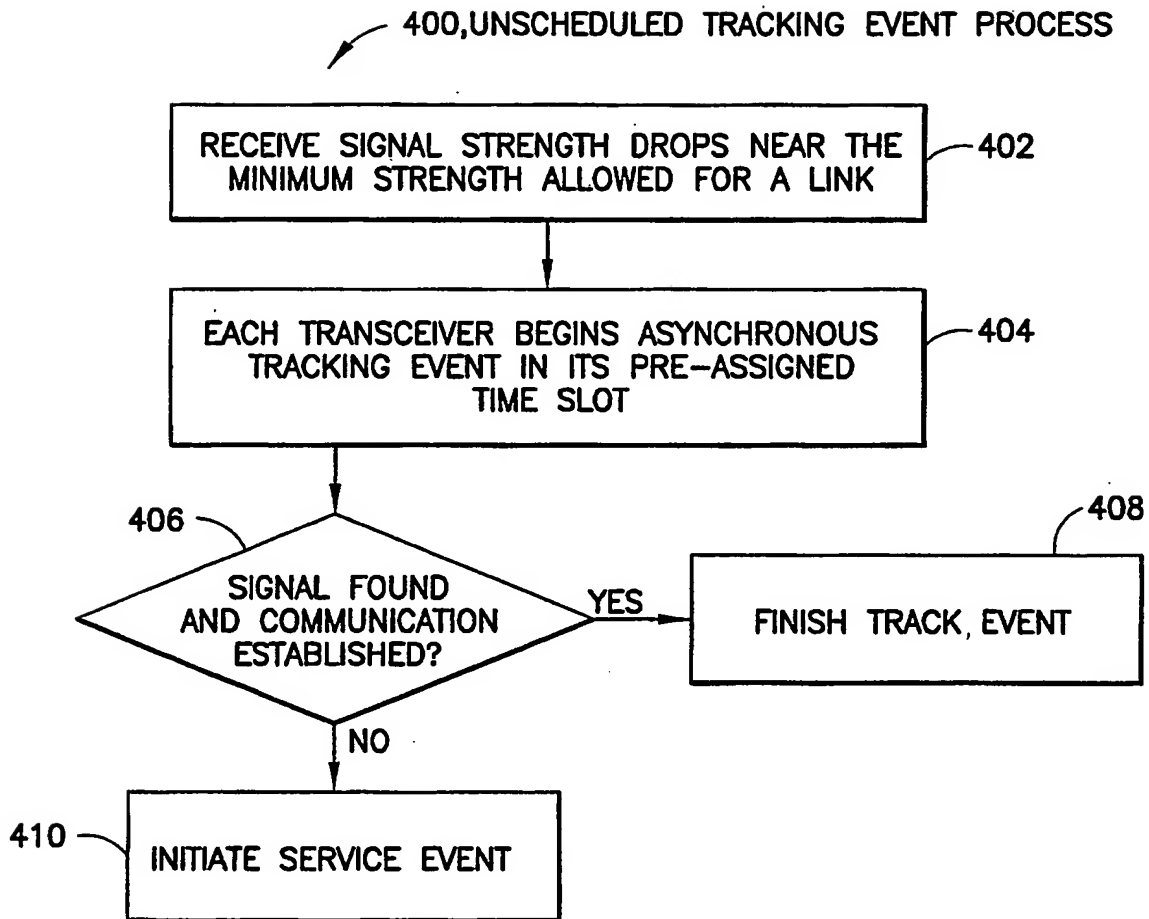 400,UNSCHEDULED TRACKING EVENT PROCESS
RECEIVE SIGNAL STRENGTH DROPS NEAR THE
MINIMUM STRENGTH ALLOWED FOR A LINK
402
EACH TRANSCEIVER BEGINS ASYNCHRONOUS
TRACKING EVENT IN ITS PRE-ASSIGNED
TIME SLOT
404
406
SIGNAL FOUND
AND COMMUNICATION
ESTABLISHED?
YES
408
FINISH TRACK, EVENT
NO
410
INITIATE SERVICE EVENT